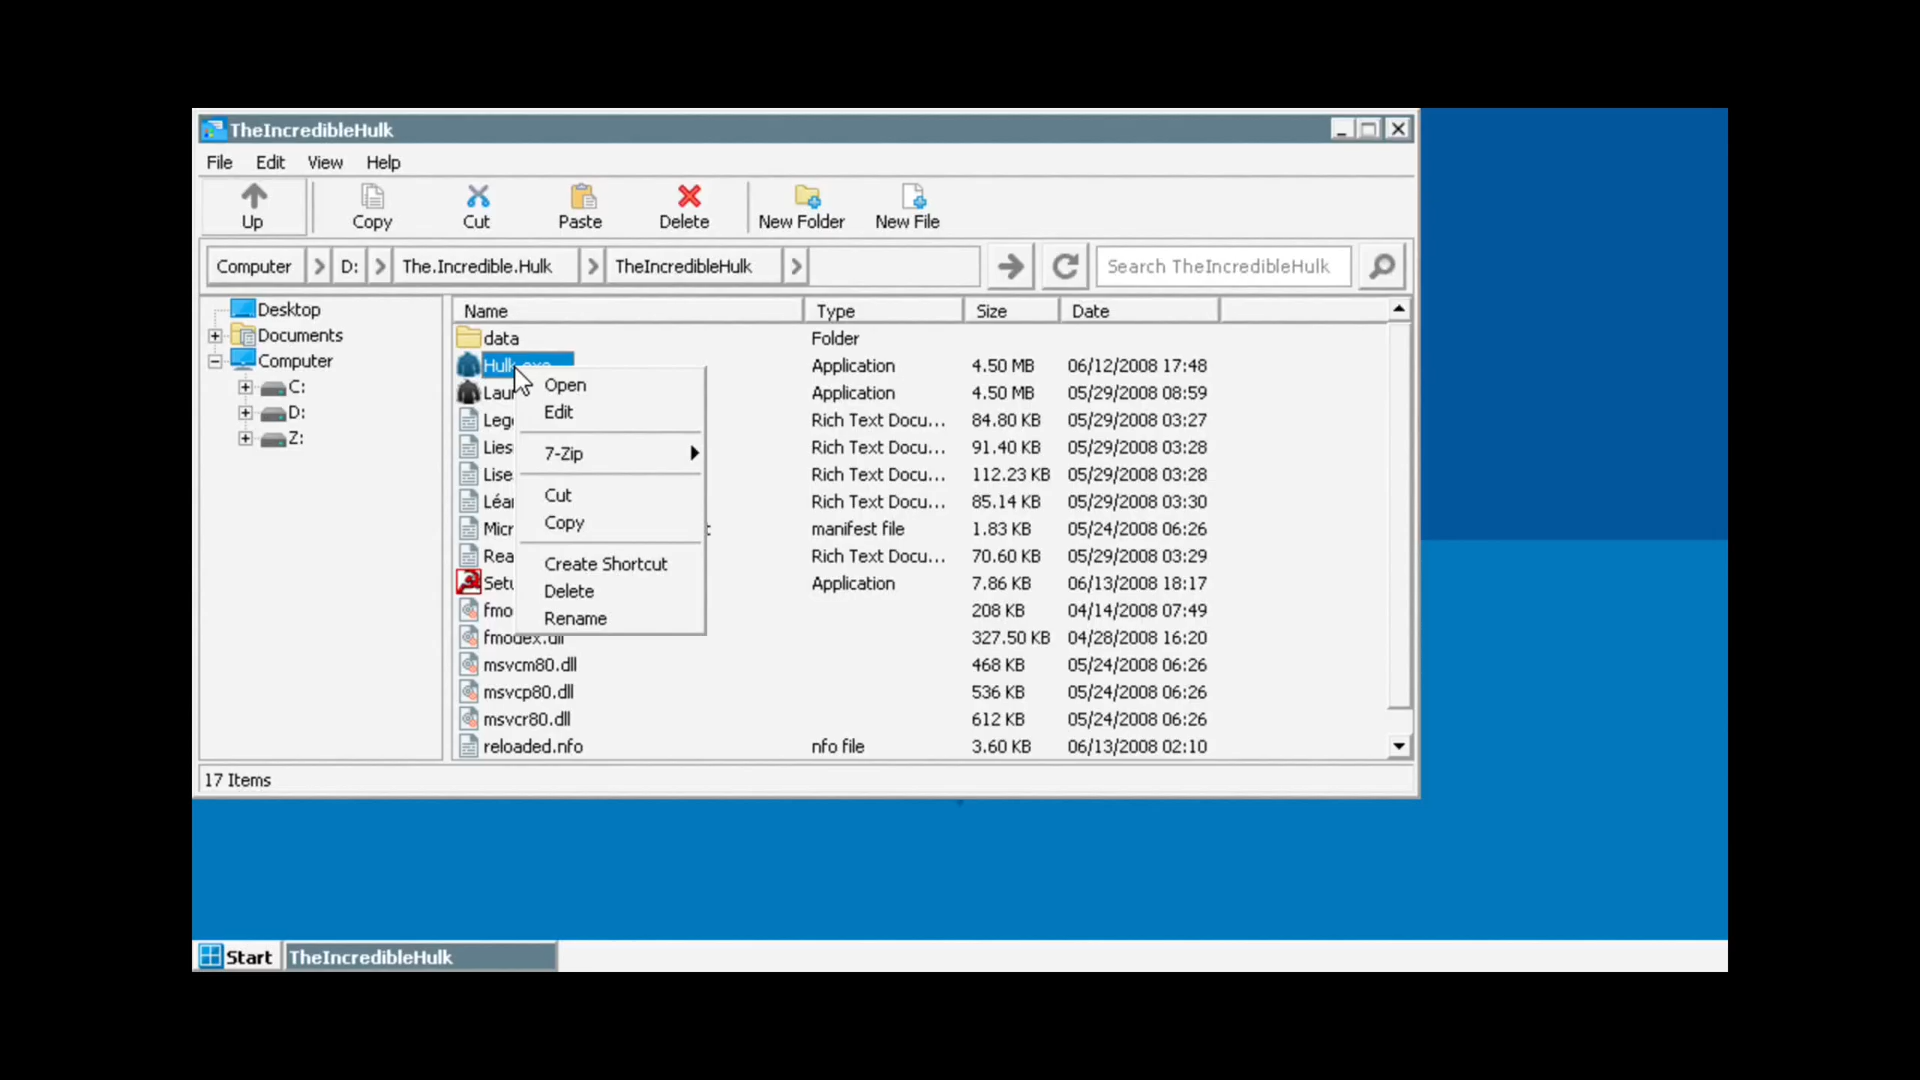 TheIncredibleHulk
File Edit View Help
Up Copy Cut Paste Delete New Folder New File
Computer D: The.Incredible.Hulk TheIncredibleHulk Search TheIncredibleHulk
Desktop
Documents
Computer
C:
D:
Z:
Name Type Size Date
data Folder
Hulk.exe Application 4.50 MB 06/12/2008 17:48
Application 4.50 MB 05/29/2008 08:59
Rich Text Docu... 84.80 KB 05/29/2008 03:27
Rich Text Docu... 91.40 KB 05/29/2008 03:28
Rich Text Docu... 112.23 KB 05/29/2008 03:28
Rich Text Docu... 85.14 KB 05/29/2008 03:30
manifest file 1.83 KB 05/24/2008 06:26
Rich Text Docu... 70.60 KB 05/29/2008 03:29
Application 7.86 KB 06/13/2008 18:17
208 KB 04/14/2008 07:49
fmodex.dll 327.50 KB 04/28/2008 16:20
msvcm80.dll 468 KB 05/24/2008 06:26
msvcp80.dll 536 KB 05/24/2008 06:26
msvcr80.dll 612 KB 05/24/2008 06:26
reloaded.nfo nfo file 3.60 KB 06/13/2008 02:10
Open
Edit
7-Zip
Cut
Copy
Create Shortcut
Delete
Rename
17 Items
Start TheIncredibleHulk